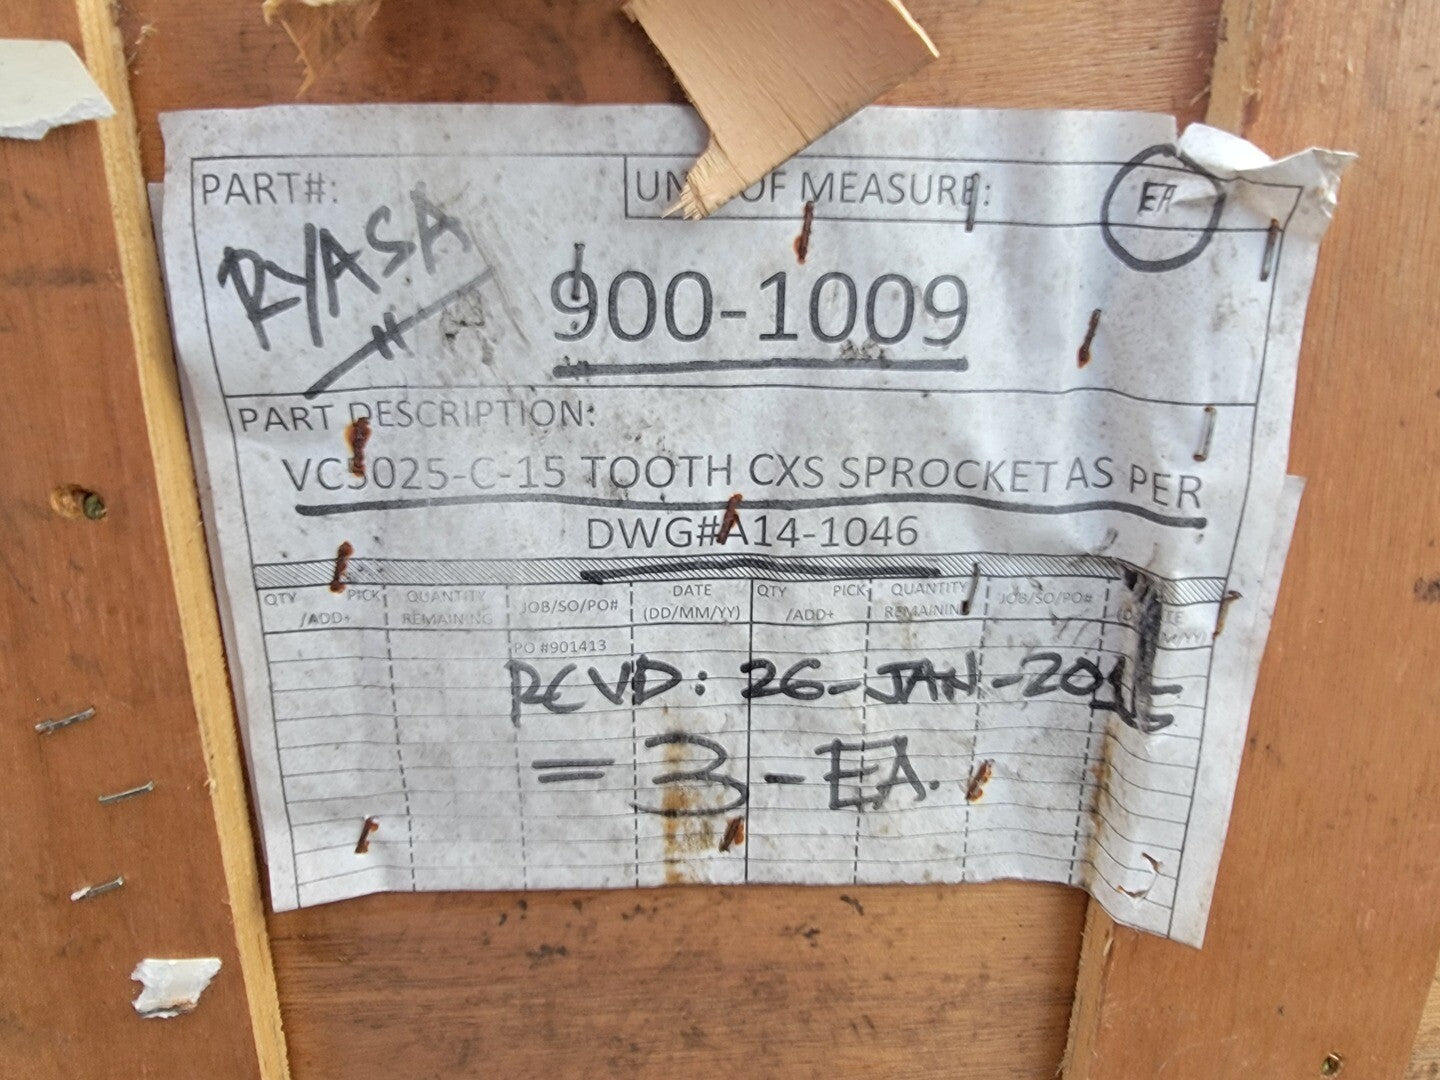 PART#:
UNIT OF MEASURE:
EA
RYASA
900-1009
PART DESCRIPTION:
VC5025-C-15 TOOTH CXS SPROCKET AS PER
DWG#A14-1046
QTY PICK QUANTITY JOB/SO/PO# DATE QTY PICK QUANTITY JOB/SO/PO#
/ADD+ REMAINING (DD/MM/YY) /ADD+ REMAINING
PO #901413
RCVD: 26-JAN-
= 3-EA.